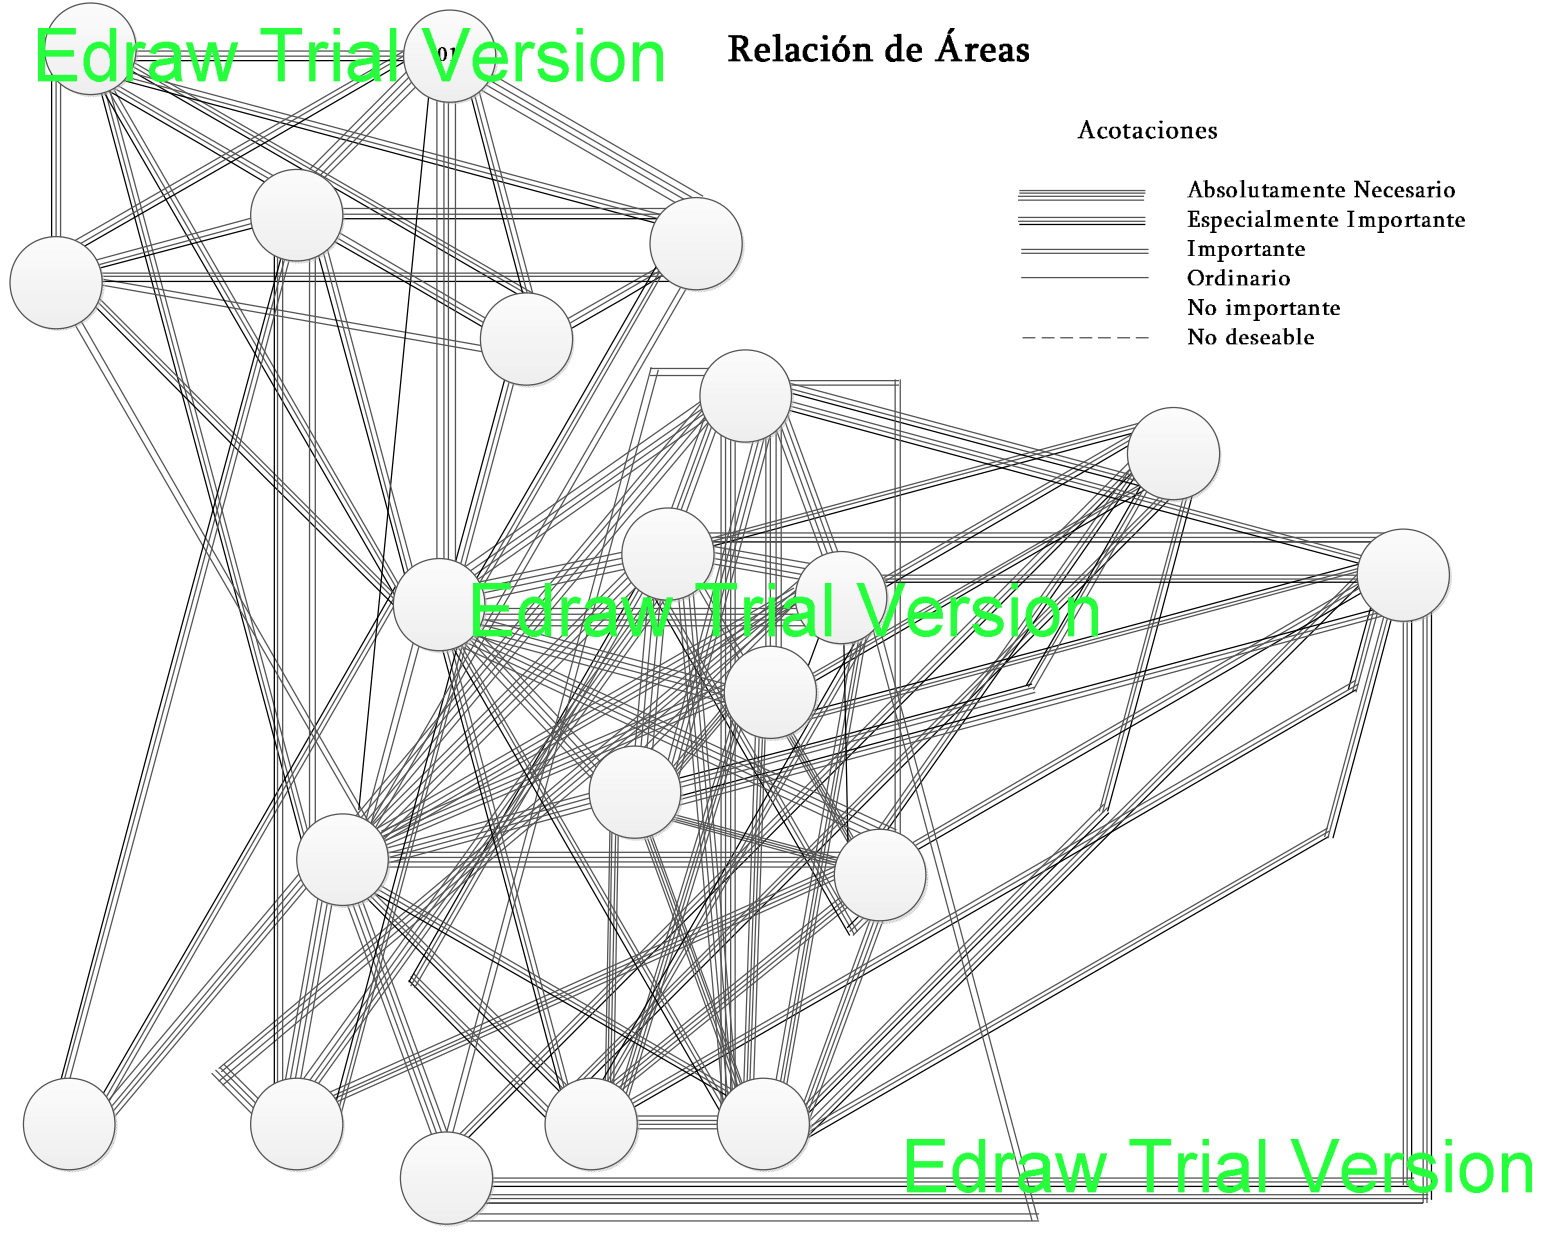 Edraw Trial Version
01
Relación de Áreas
Acotaciones
Absolutamente Necesario
Especialmente Importante
Importante
Ordinario
No importante
No deseable
Edraw Trial Version
Edraw Trial Version